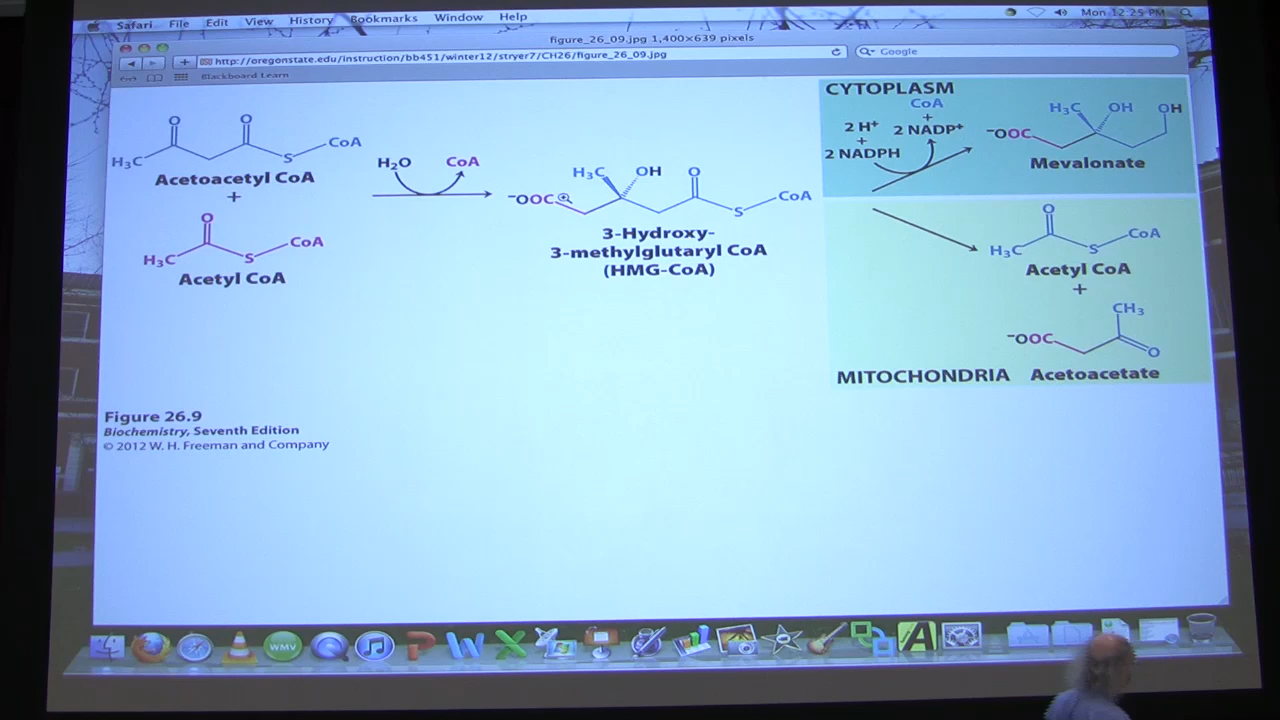 Safari File Edit View History Bookmarks Window Help
Mon 12:25 PM
figure_26_09.jpg 1,400×639 pixels
http://oregonstate.edu/instruction/bb451/winter12/stryer7/CH26/figure_26_09.jpg
Google
Blackboard Learn
O O
H₃C S CoA
Acetoacetyl CoA
+
O
H₃C S CoA
Acetyl CoA
H₂O CoA
H₃C OH O
⁻OOC S CoA
3-Hydroxy-
3-methylglutaryl CoA
(HMG-CoA)
CYTOPLASM
CoA
+
2 H⁺ 2 NADP⁺
+
2 NADPH
H₃C OH OH
⁻OOC
Mevalonate
O
H₃C S CoA
Acetyl CoA
+
CH₃
⁻OOC O
MITOCHONDRIA Acetoacetate
Figure 26.9
Biochemistry, Seventh Edition
© 2012 W. H. Freeman and Company
WMV